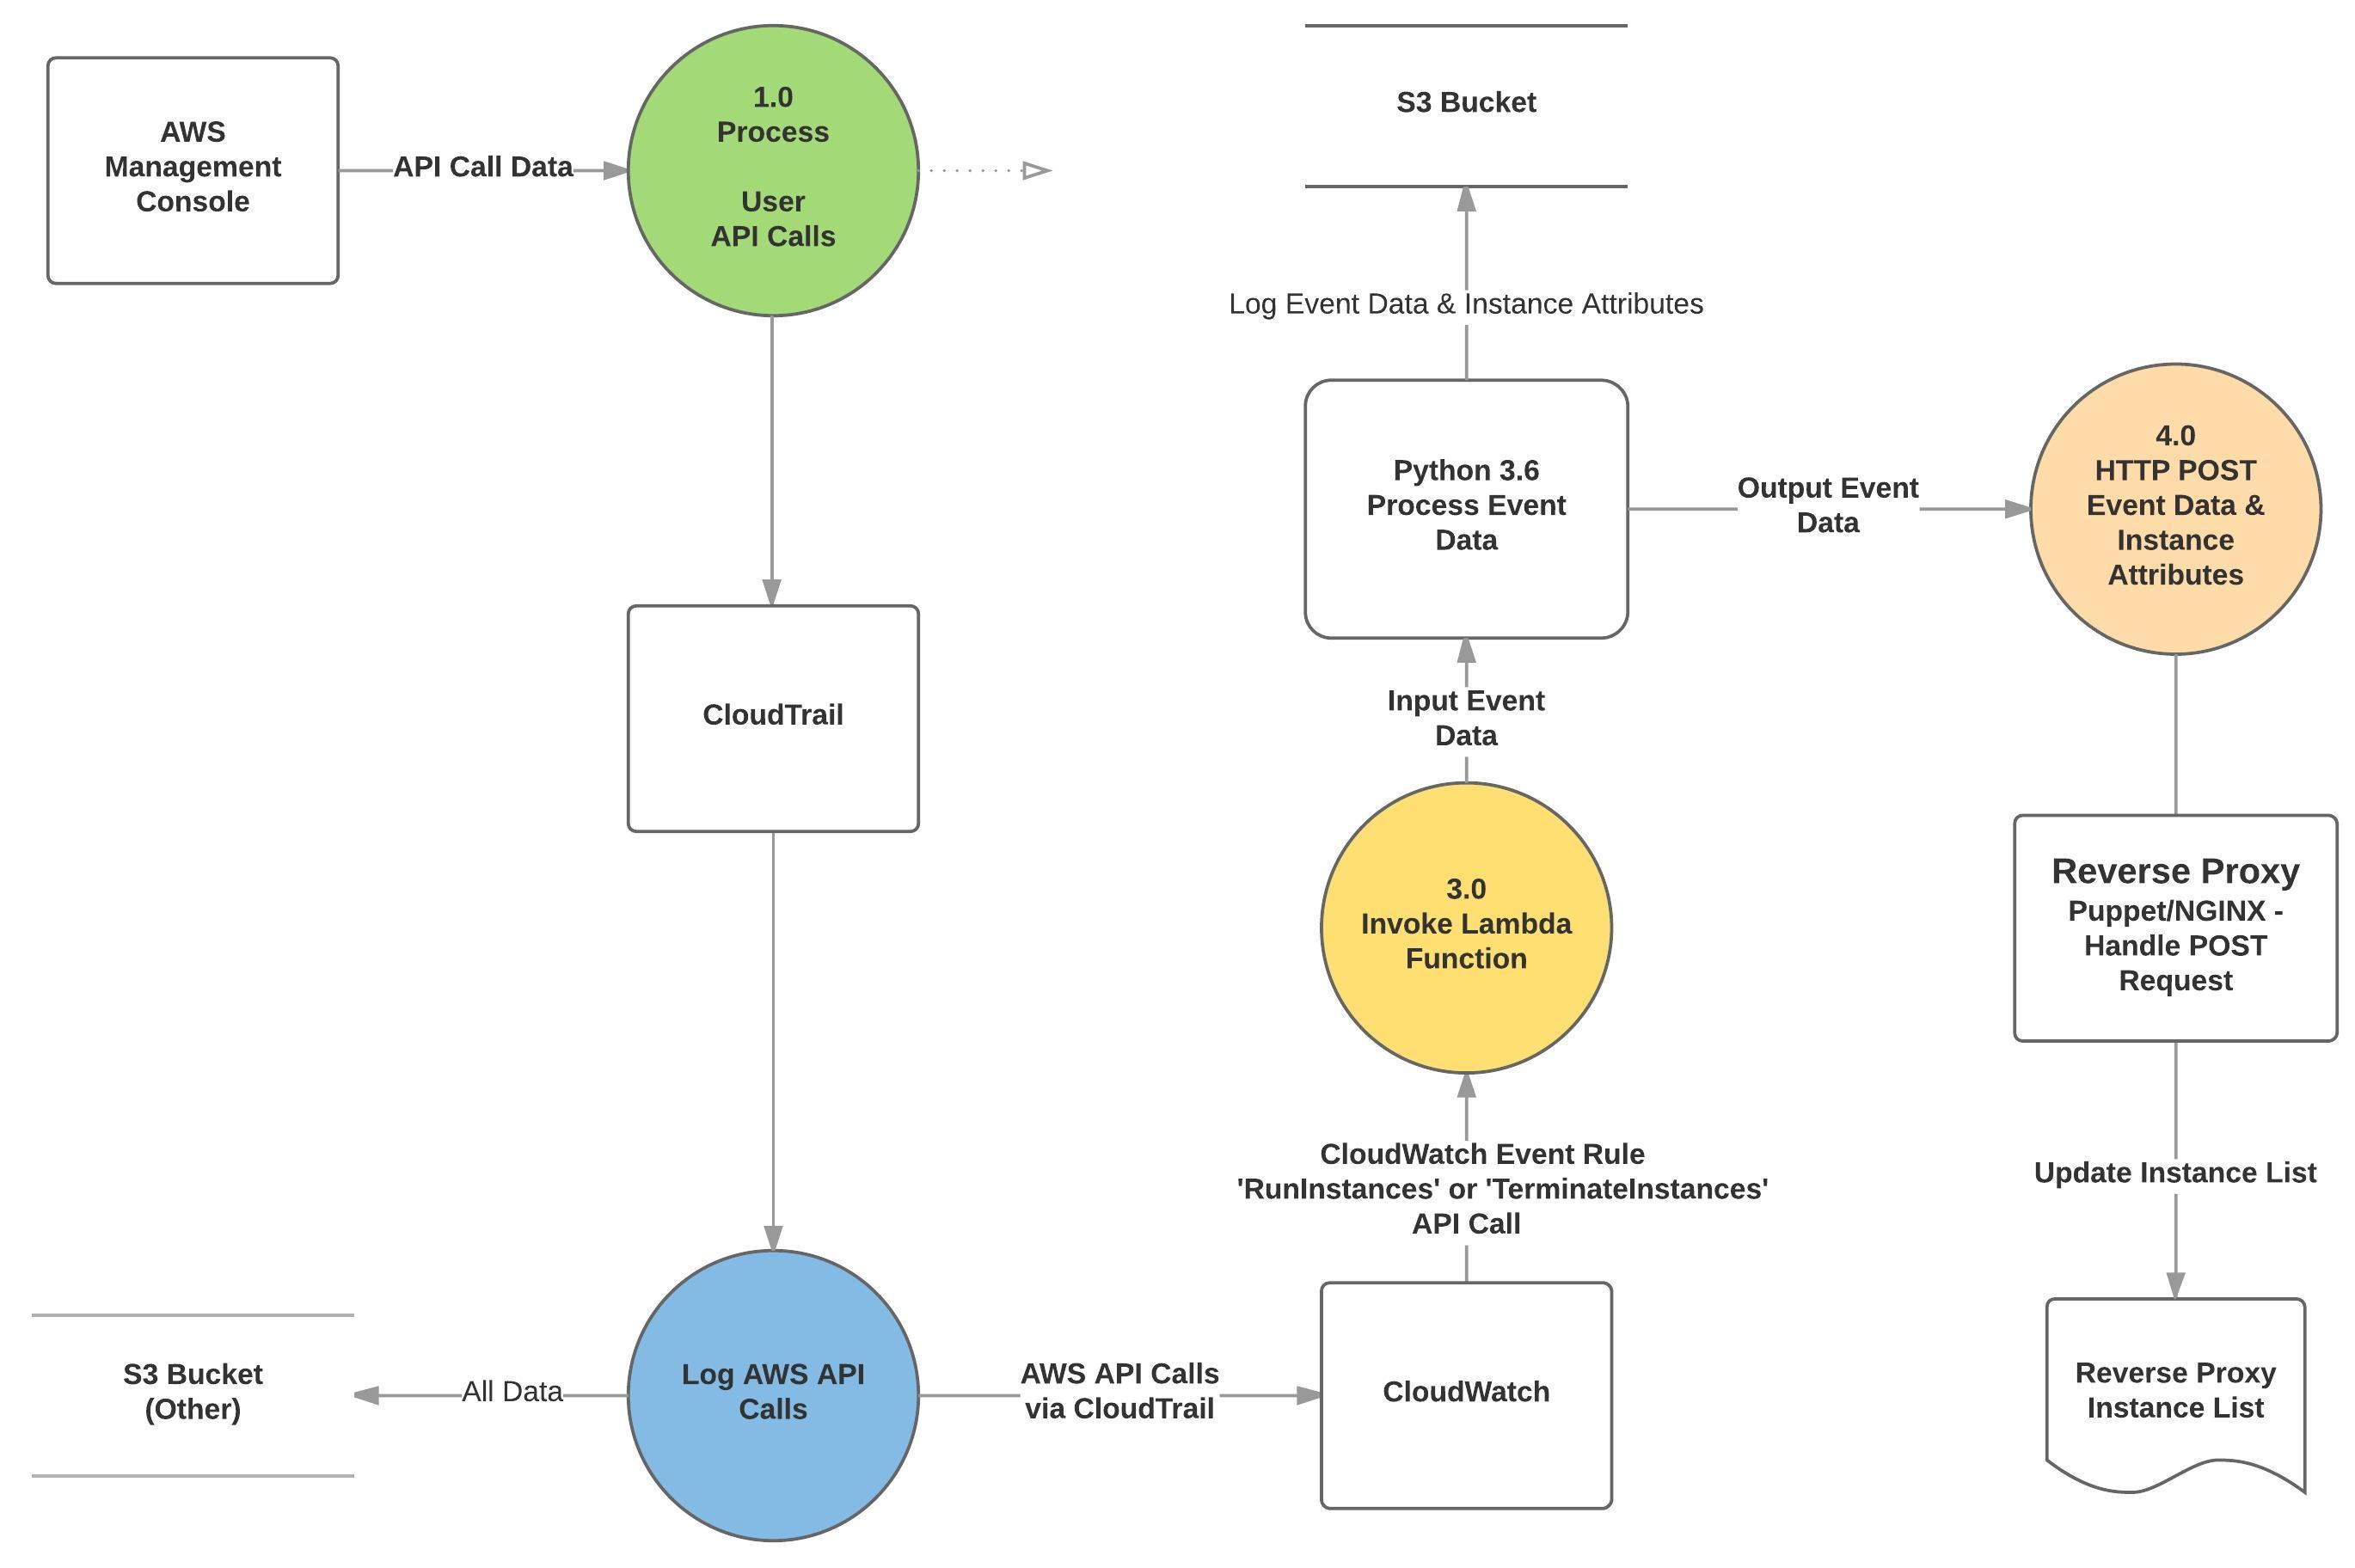 AWS
Management
Console
API Call Data
1.0
Process
User
API Calls
CloudTrail
Log AWS API
Calls
All Data
S3 Bucket
(Other)
AWS API Calls
via CloudTrail
CloudWatch
CloudWatch Event Rule
'RunInstances' or 'TerminateInstances'
API Call
3.0
Invoke Lambda
Function
Input Event
Data
Python 3.6
Process Event
Data
Log Event Data & Instance Attributes
S3 Bucket
Output Event
Data
4.0
HTTP POST
Event Data &
Instance
Attributes
Reverse Proxy
Puppet/NGINX -
Handle POST
Request
Update Instance List
Reverse Proxy
Instance List